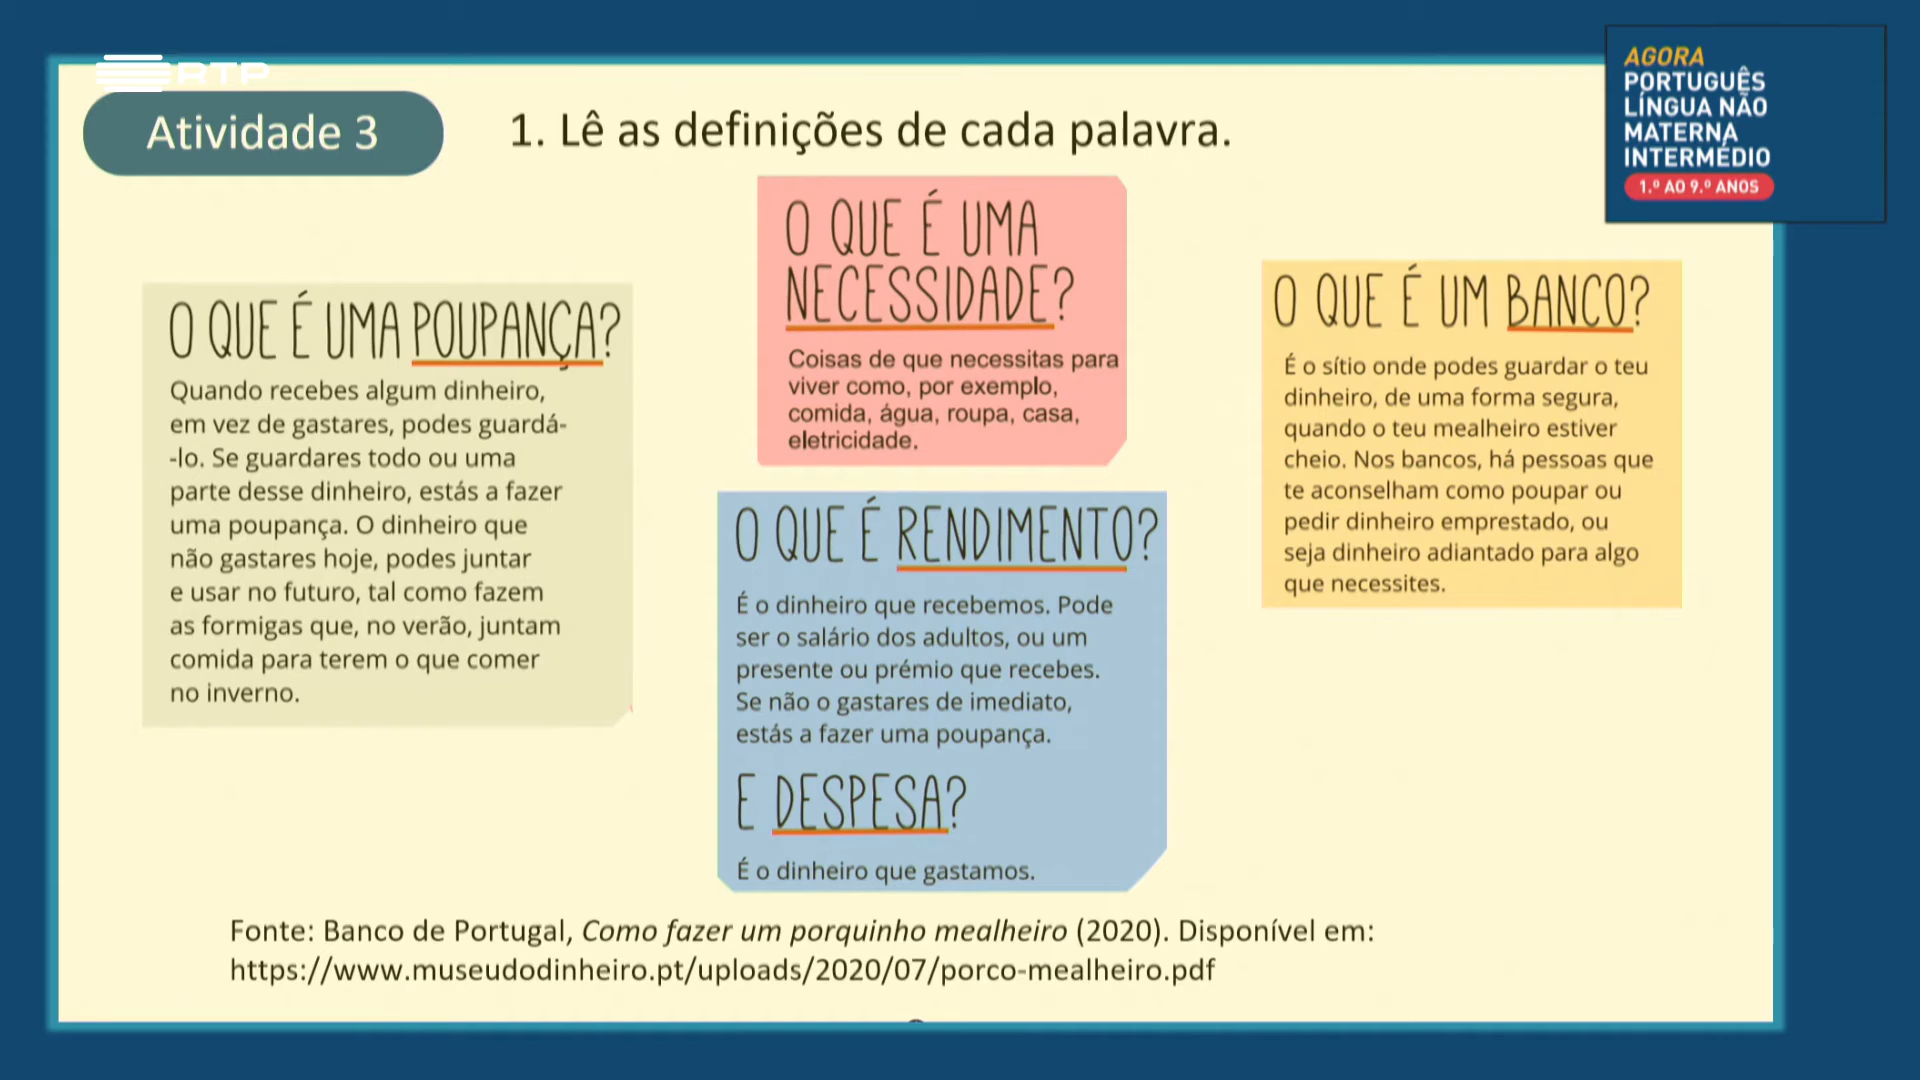 RTP
Atividade 3
1. Lê as definições de cada palavra.
AGORA
PORTUGUÊS
LÍNGUA NÃO
MATERNA
INTERMÉDIO
1.º AO 9.º ANOS
O QUE É UMA POUPANÇA?
Quando recebes algum dinheiro,
em vez de gastares, podes guardá-
-lo. Se guardares todo ou uma
parte desse dinheiro, estás a fazer
uma poupança. O dinheiro que
não gastares hoje, podes juntar
e usar no futuro, tal como fazem
as formigas que, no verão, juntam
comida para terem o que comer
no inverno.
O QUE É UMA
NECESSIDADE?
Coisas de que necessitas para
viver como, por exemplo,
comida, água, roupa, casa,
eletricidade.
O QUE É RENDIMENTO?
É o dinheiro que recebemos. Pode
ser o salário dos adultos, ou um
presente ou prémio que recebes.
Se não o gastares de imediato,
estás a fazer uma poupança.
E DESPESA?
É o dinheiro que gastamos.
O QUE É UM BANCO?
É o sítio onde podes guardar o teu
dinheiro, de uma forma segura,
quando o teu mealheiro estiver
cheio. Nos bancos, há pessoas que
te aconselham como poupar ou
pedir dinheiro emprestado, ou
seja dinheiro adiantado para algo
que necessites.
Fonte: Banco de Portugal, Como fazer um porquinho mealheiro (2020). Disponível em:
https://www.museudodinheiro.pt/uploads/2020/07/porco-mealheiro.pdf